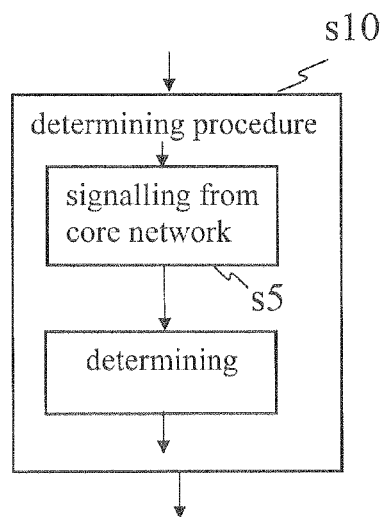 s10
determining procedure
signalling from
core network
s5
determining